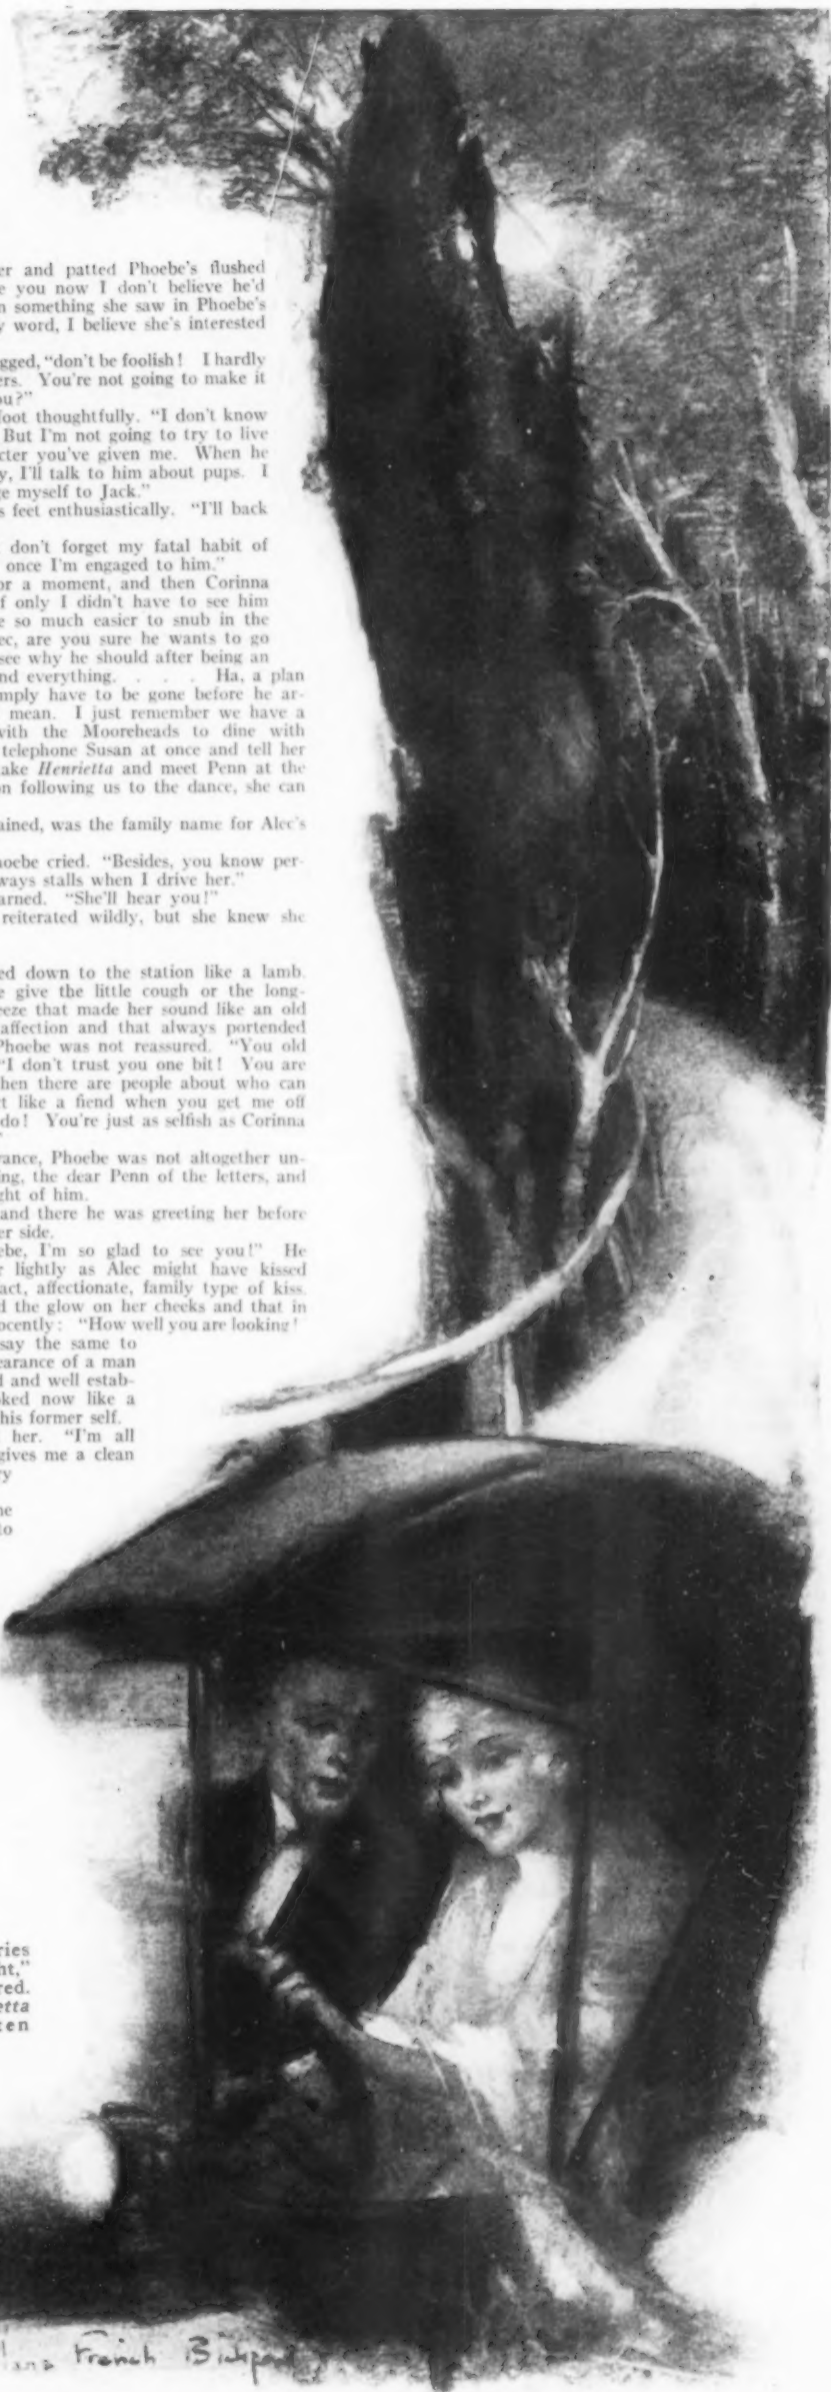 er and patted Phoebe's flushed
e you now I don't believe he'd
n something she saw in Phoebe's
y word, I believe she's interested
gged, "don't be foolish! I hardly
ers. You're not going to make it
ou?"
foot thoughtfully. "I don't know
But I'm not going to try to live
cter you've given me. When he
y, I'll talk to him about pups. I
e myself to Jack."
s feet enthusiastically. "I'll back
don't forget my fatal habit of
once I'm engaged to him."
or a moment, and then Corinna
f only I didn't have to see him
e so much easier to snub in the
ec, are you sure he wants to go
see why he should after being an
nd everything. . . . Ha, a plan
mply have to be gone before he ar-
mean. I just remember we have a
with the Mooreheads to dine with
telephone Susan at once and tell her
ake Henrietta and meet Penn at the
on following us to the dance, she can
ained, was the family name for Alec's
hoebe cried. "Besides, you know per-
ways stalls when I drive her."
arned. "She'll hear you!"
reiterated wildly, but she knew she
ed down to the station like a lamb.
e give the little cough or the long-
eeze that made her sound like an old
affection and that always portended
Phoebe was not reassured. "You old
"I don't trust you one bit! You are
hen there are people about who can
t like a fiend when you get me off
do! You're just as selfish as Corinna
"
ance, Phoebe was not altogether un-
ing, the dear Penn of the letters, and
ght of him.
and there he was greeting her before
er side.
ebe, I'm so glad to see you!" He
r lightly as Alec might have kissed
act, affectionate, family type of kiss.
d the glow on her cheeks and that in
ocently: "How well you are looking!
say the same to
earance of a man
l and well estab-
ked now like a
his former self.
her. "I'm all
gives me a clean
ry
ne
to
ries
ht,"
red.
etta
ten
French